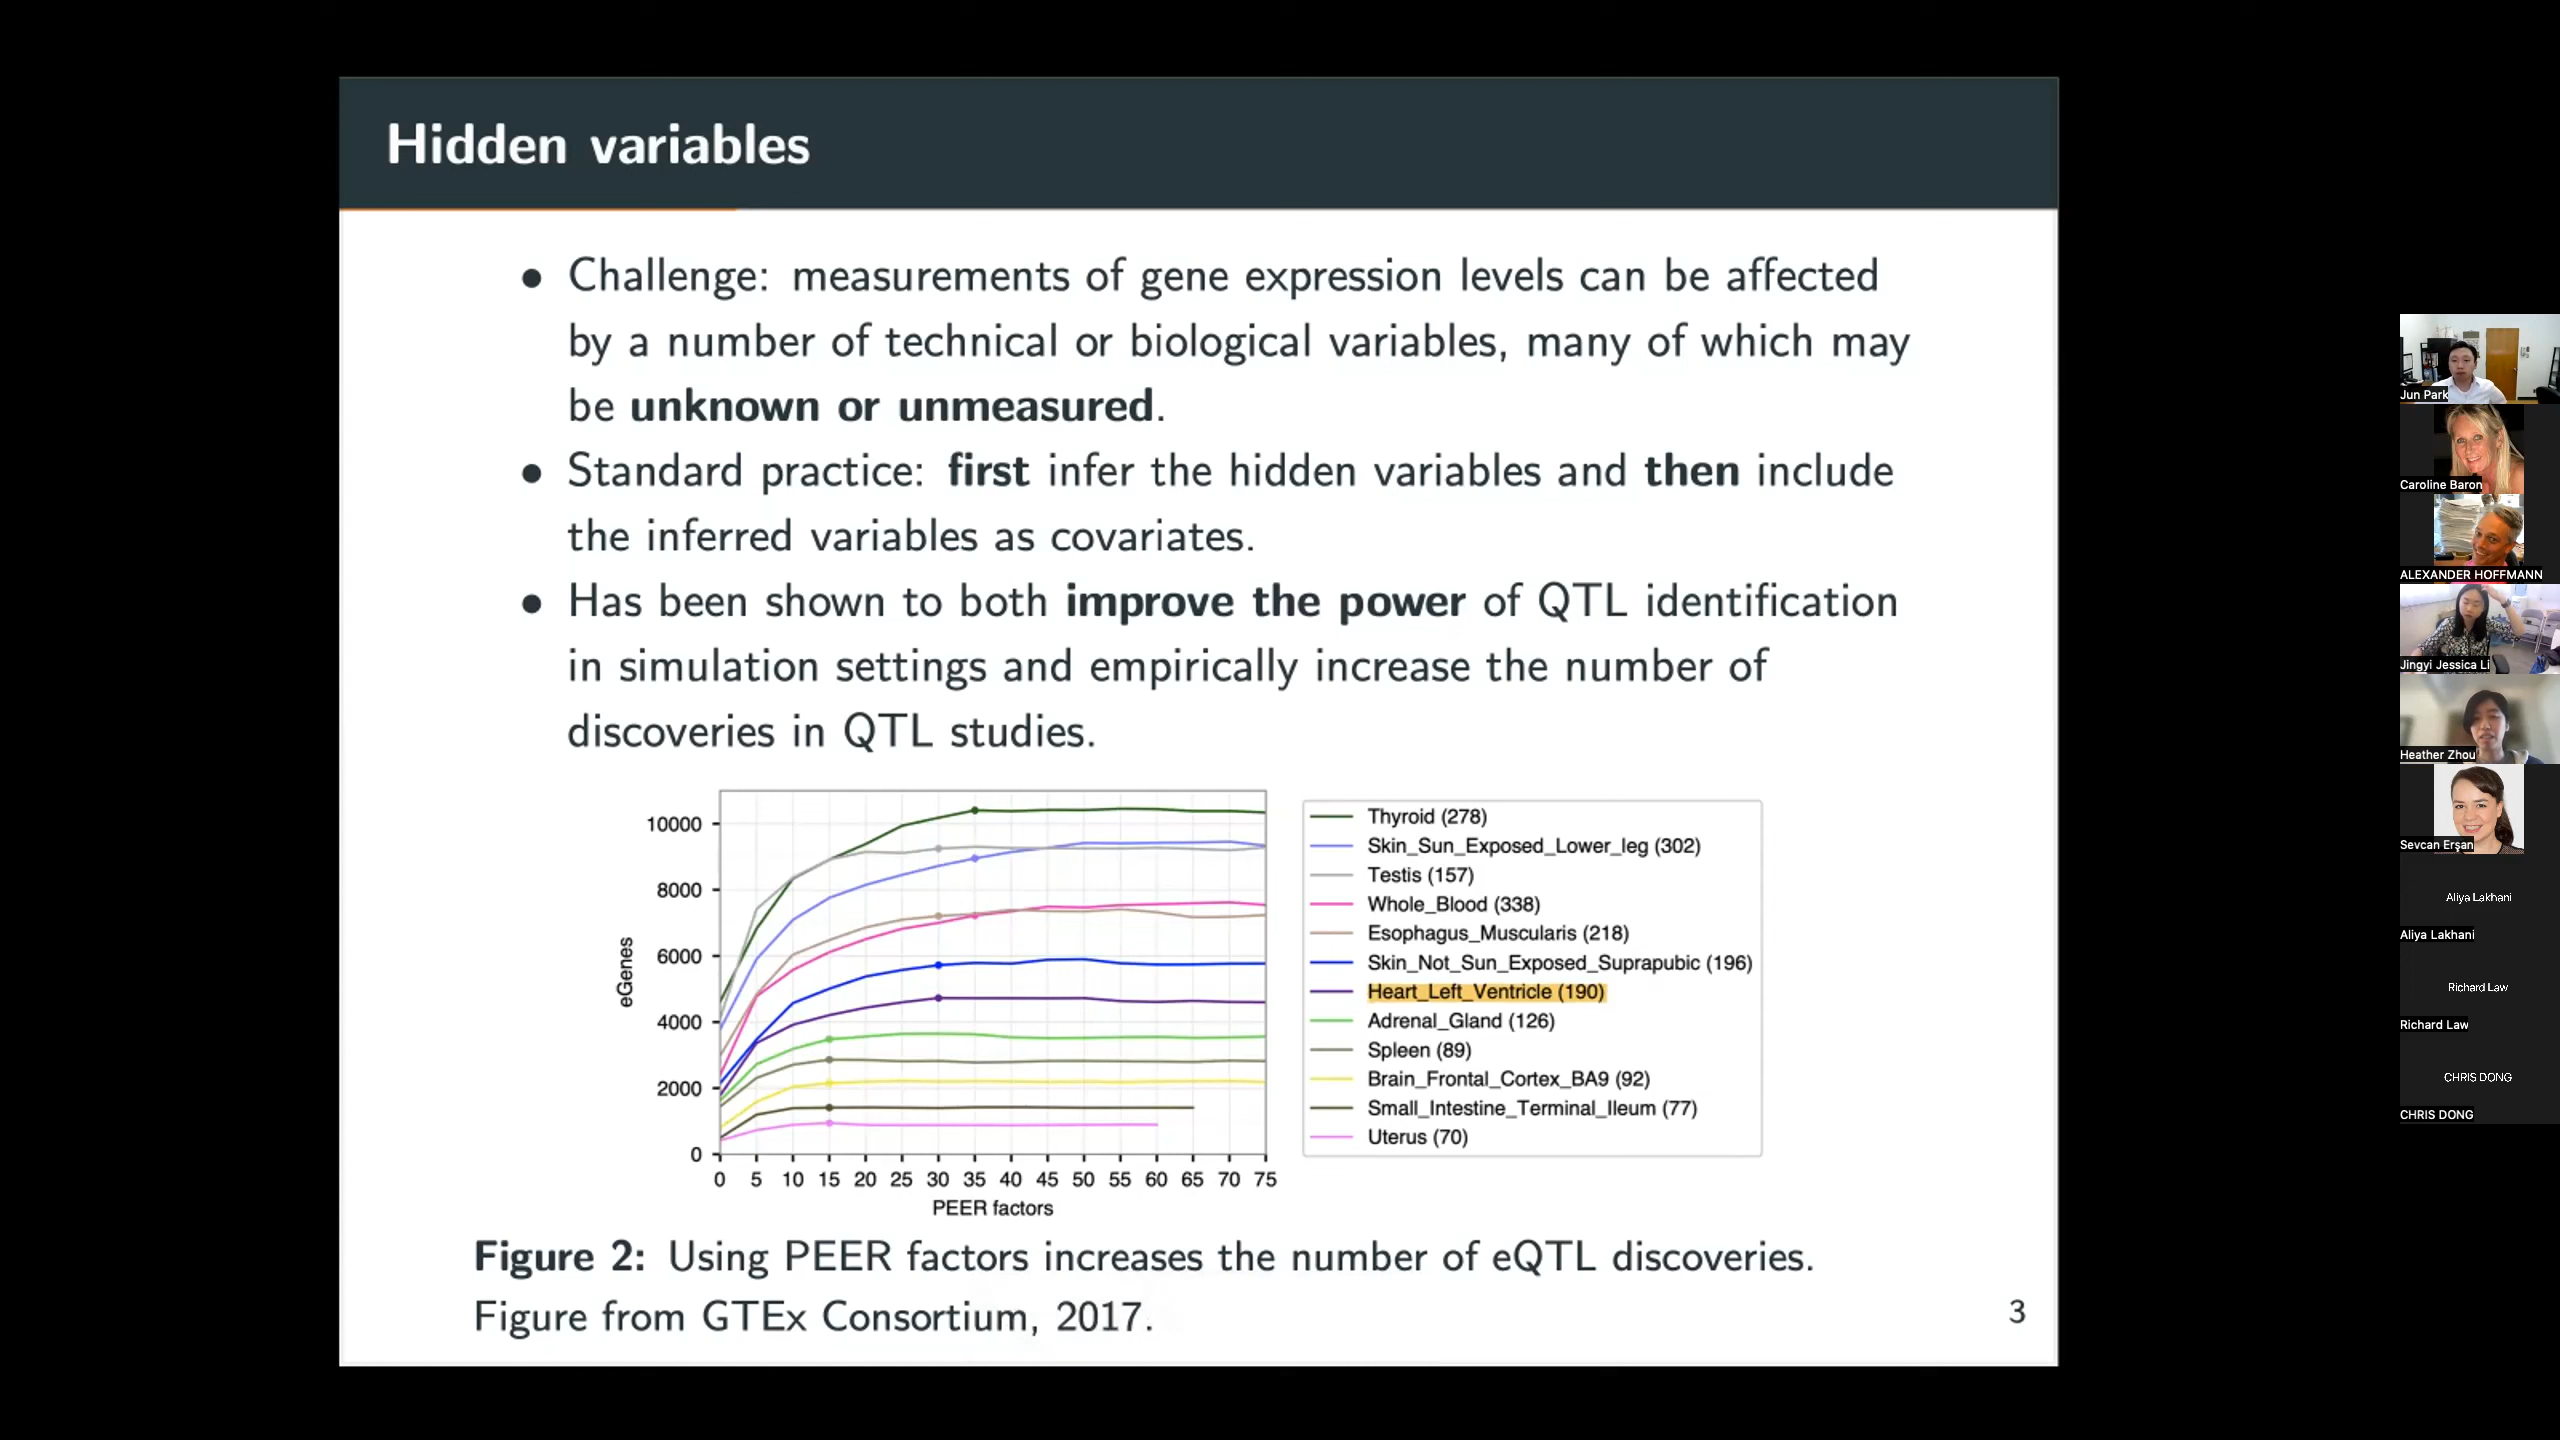 Hidden variables
• Challenge: measurements of gene expression levels can be affected
by a number of technical or biological variables, many of which may
be unknown or unmeasured.
• Standard practice: first infer the hidden variables and then include
the inferred variables as covariates.
• Has been shown to both improve the power of QTL identification
in simulation settings and empirically increase the number of
discoveries in QTL studies.
eGenes
10000
8000
6000
4000
2000
0
0 5 10 15 20 25 30 35 40 45 50 55 60 65 70 75
PEER factors
Thyroid (278)
Skin_Sun_Exposed_Lower_leg (302)
Testis (157)
Whole_Blood (338)
Esophagus_Muscularis (218)
Skin_Not_Sun_Exposed_Suprapubic (196)
Heart_Left_Ventricle (190)
Adrenal_Gland (126)
Spleen (89)
Brain_Frontal_Cortex_BA9 (92)
Small_Intestine_Terminal_Ileum (77)
Uterus (70)
Figure 2: Using PEER factors increases the number of eQTL discoveries.
Figure from GTEx Consortium, 2017.
3
Jun Park
Caroline Baron
ALEXANDER HOFFMANN
Jingyi Jessica Li
Heather Zhou
Sevcan Erşan
Aliya Lakhani
Aliya Lakhani
Richard Law
Richard Law
CHRIS DONG
CHRIS DONG